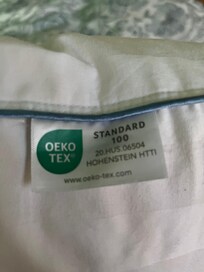 OEKO
TEX®
STANDARD
100
20.HUS.06504
HOHENSTEIN HTTI
www.oeko-tex.com